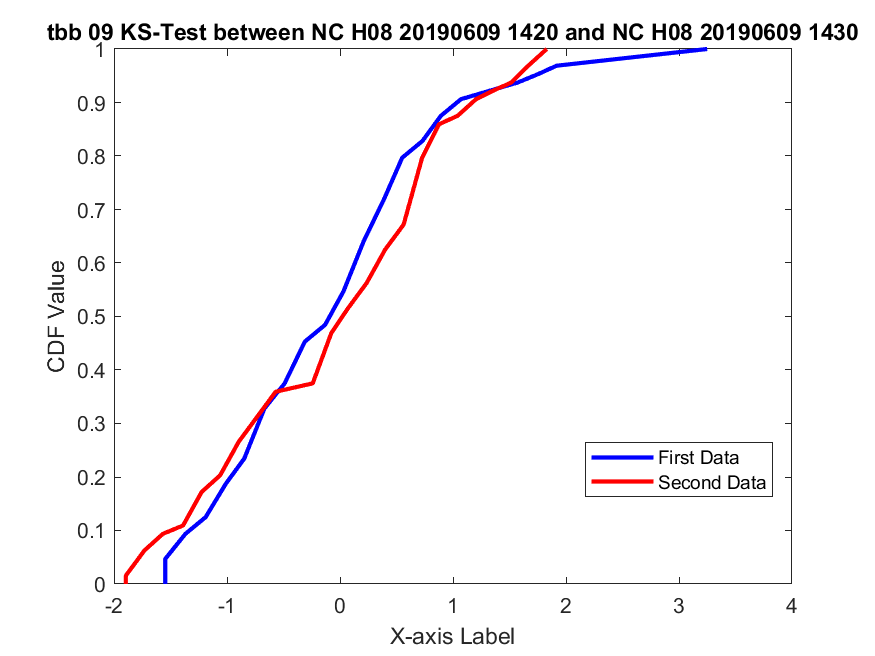 tbb 09 KS-Test between NC H08 20190609 1420 and NC H08 20190609 1430
1
0.9
0.8
0.7
0.6
0.5
0.4
0.3
0.2
0.1
0
CDF Value
First Data
Second Data
-2 -1 0 1 2 3 4
X-axis Label